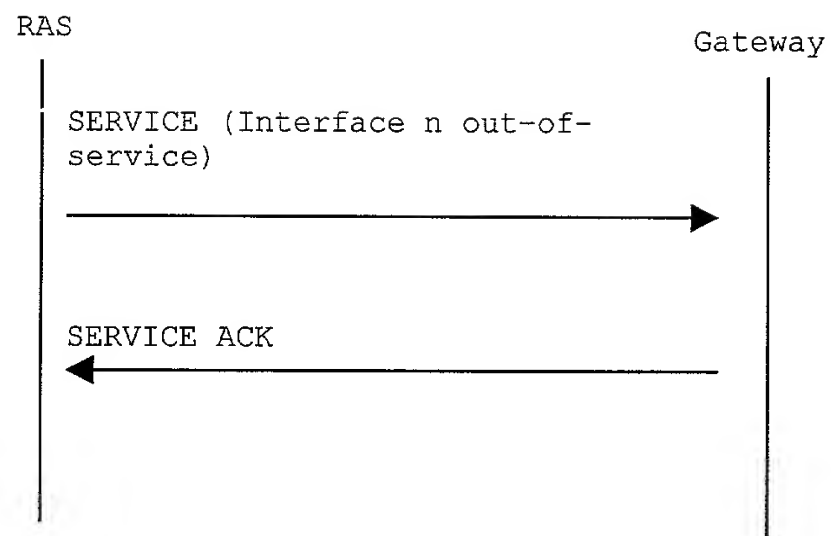 RAS
Gateway
SERVICE (Interface n out-of-
service)
SERVICE ACK